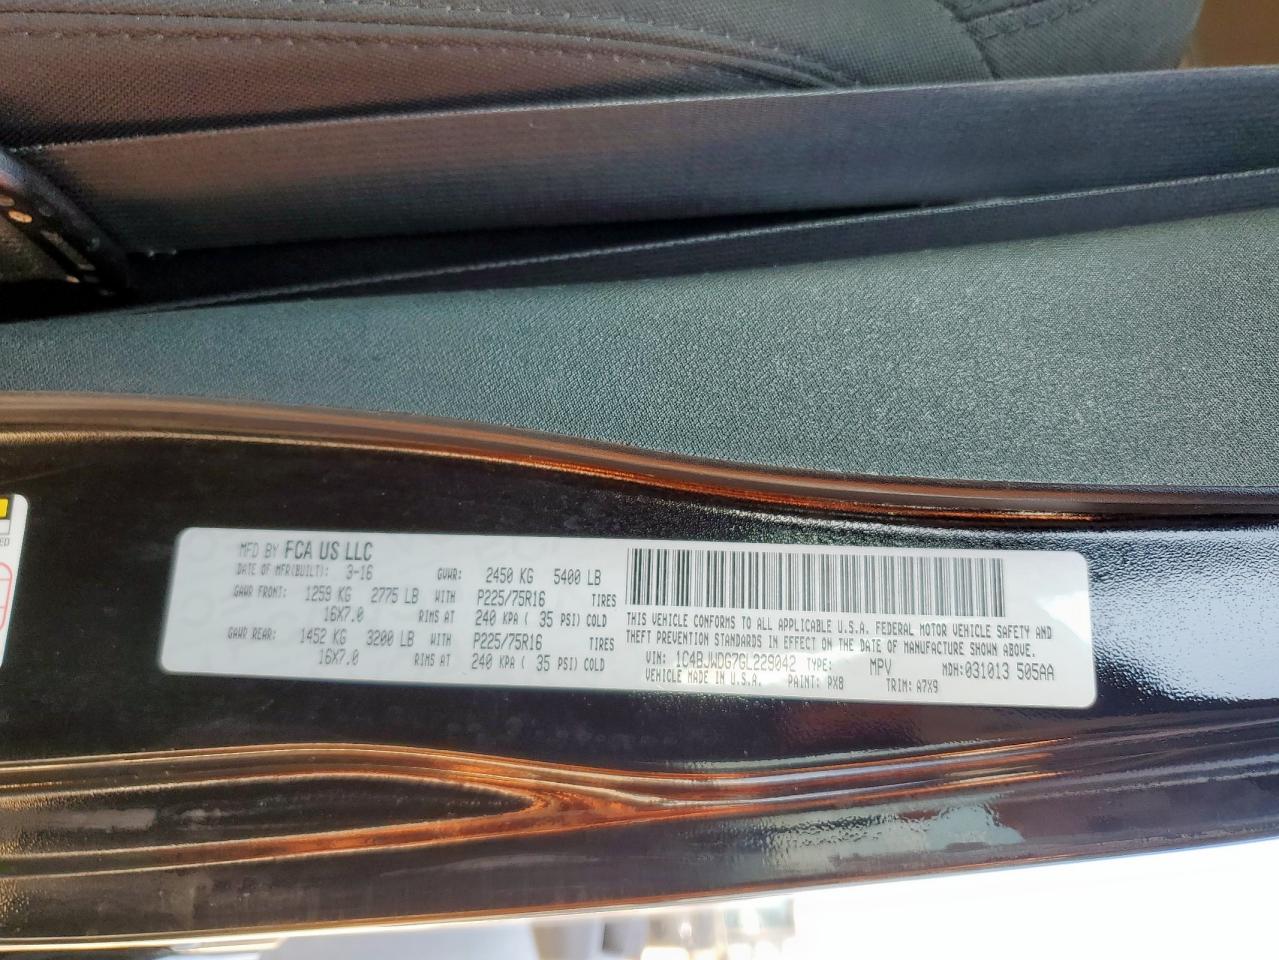 MFD BY FCA US LLC
DATE OF MFR(BUILT): 3-16 GVWR: 2450 KG 5400 LB
GAWR FRONT: 1259 KG 2775 LB WITH P225/75R16 TIRES
16X7.0 RIMS AT 240 KPA ( 35 PSI) COLD
GAWR REAR: 1452 KG 3200 LB WITH P225/75R16 TIRES
16X7.0 RIMS AT 240 KPA ( 35 PSI) COLD
THIS VEHICLE CONFORMS TO ALL APPLICABLE U.S.A. FEDERAL MOTOR VEHICLE SAFETY AND
THEFT PREVENTION STANDARDS IN EFFECT ON THE DATE OF MANUFACTURE SHOWN ABOVE.
VIN: 1C4BJWDG7GL229042 TYPE: MPV MDH:031013 505AA
VEHICLE MADE IN U.S.A. PAINT: PX8 TRIM: A7X9